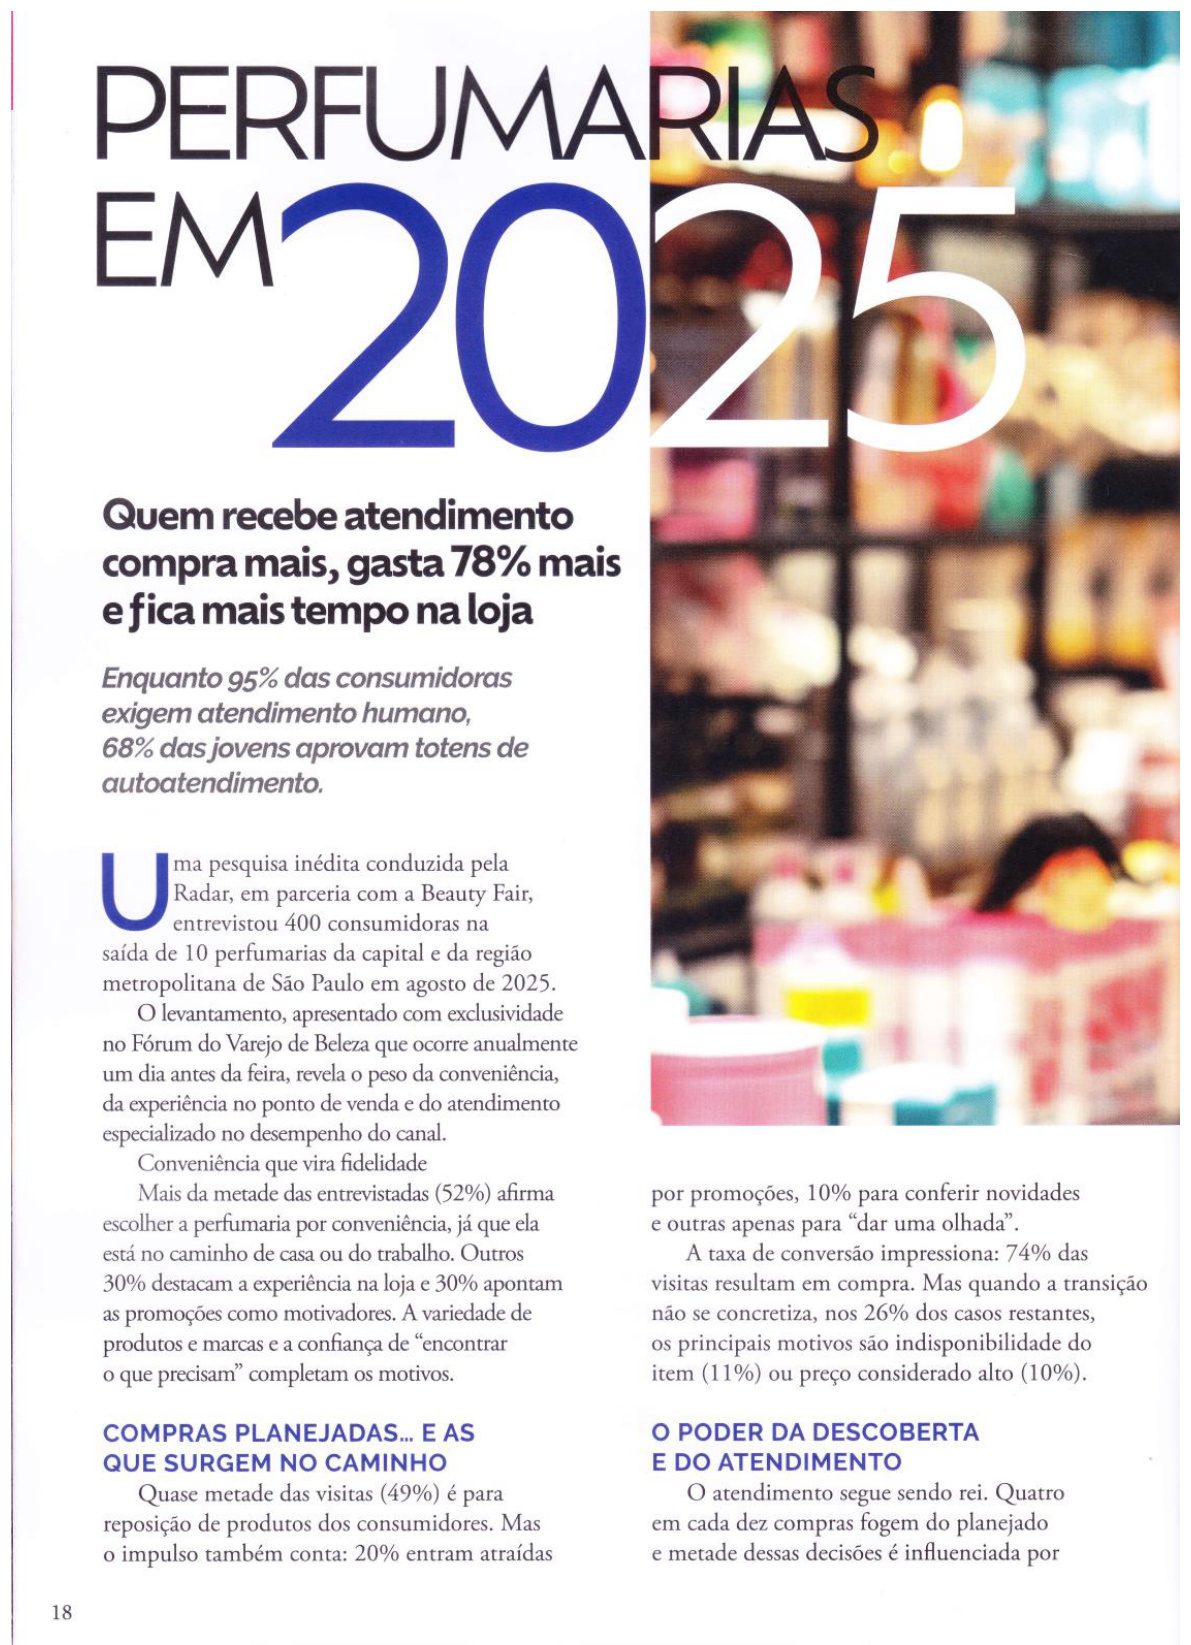 PERFUMARIAS
EM 2025
Quem recebe atendimento
compra mais, gasta 78% mais
e fica mais tempo na loja
Enquanto 95% das consumidoras
exigem atendimento humano,
68% das jovens aprovam totens de
autoatendimento.
Uma pesquisa inédita conduzida pela
Radar, em parceria com a Beauty Fair,
entrevistou 400 consumidoras na
saída de 10 perfumarias da capital e da região
metropolitana de São Paulo em agosto de 2025.
O levantamento, apresentado com exclusividade
no Fórum do Varejo de Beleza que ocorre anualmente
um dia antes da feira, revela o peso da conveniência,
da experiência no ponto de venda e do atendimento
especializado no desempenho do canal.
Conveniência que vira fidelidade
Mais da metade das entrevistadas (52%) afirma
escolher a perfumaria por conveniência, já que ela
está no caminho de casa ou do trabalho. Outros
30% destacam a experiência na loja e 30% apontam
as promoções como motivadores. A variedade de
produtos e marcas e a confiança de “encontrar
o que precisam” completam os motivos.
COMPRAS PLANEJADAS... E AS
QUE SURGEM NO CAMINHO
Quase metade das visitas (49%) é para
reposição de produtos dos consumidores. Mas
o impulso também conta: 20% entram atraídas
por promoções, 10% para conferir novidades
e outras apenas para “dar uma olhada”.
A taxa de conversão impressiona: 74% das
visitas resultam em compra. Mas quando a transição
não se concretiza, nos 26% dos casos restantes,
os principais motivos são indisponibilidade do
item (11%) ou preço considerado alto (10%).
O PODER DA DESCOBERTA
E DO ATENDIMENTO
O atendimento segue sendo rei. Quatro
em cada dez compras fogem do planejado
e metade dessas decisões é influenciada por
18